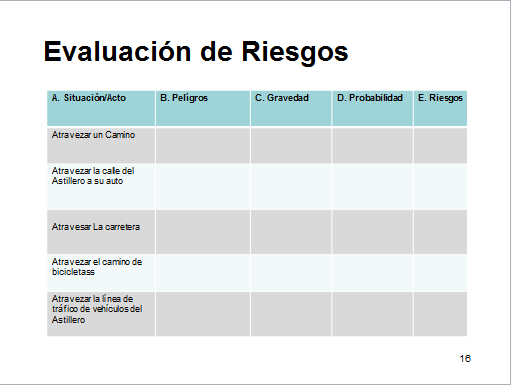 Evaluación de Riesgos
A. Situación/Acto B. Pelígros C. Gravedad D. Probabilidad E. Riesgos
Atravezar un Camino
Atravezar la calle del
Astillero a su auto
Atravesar La carretera
Atravezar el camino de
bicicletass
Atravezar la línea de
tráfico de vehículos del
Astillero
16